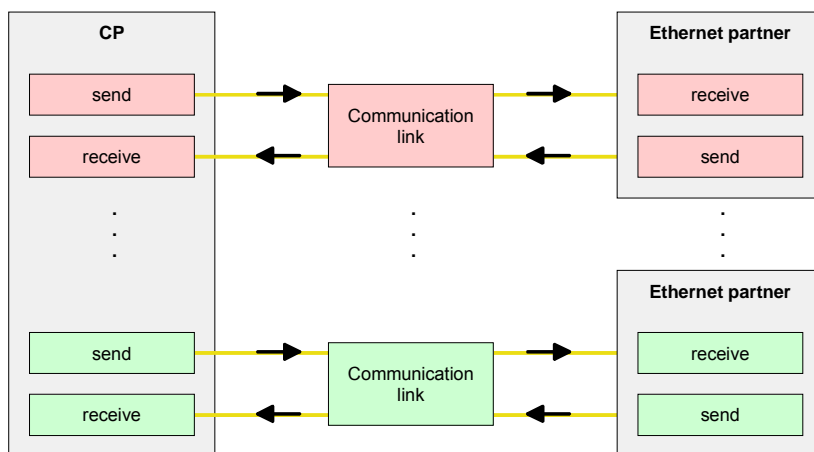 CP
Ethernet partner
send
Communication
link
receive
receive
send
Ethernet partner
send
Communication
link
receive
receive
send